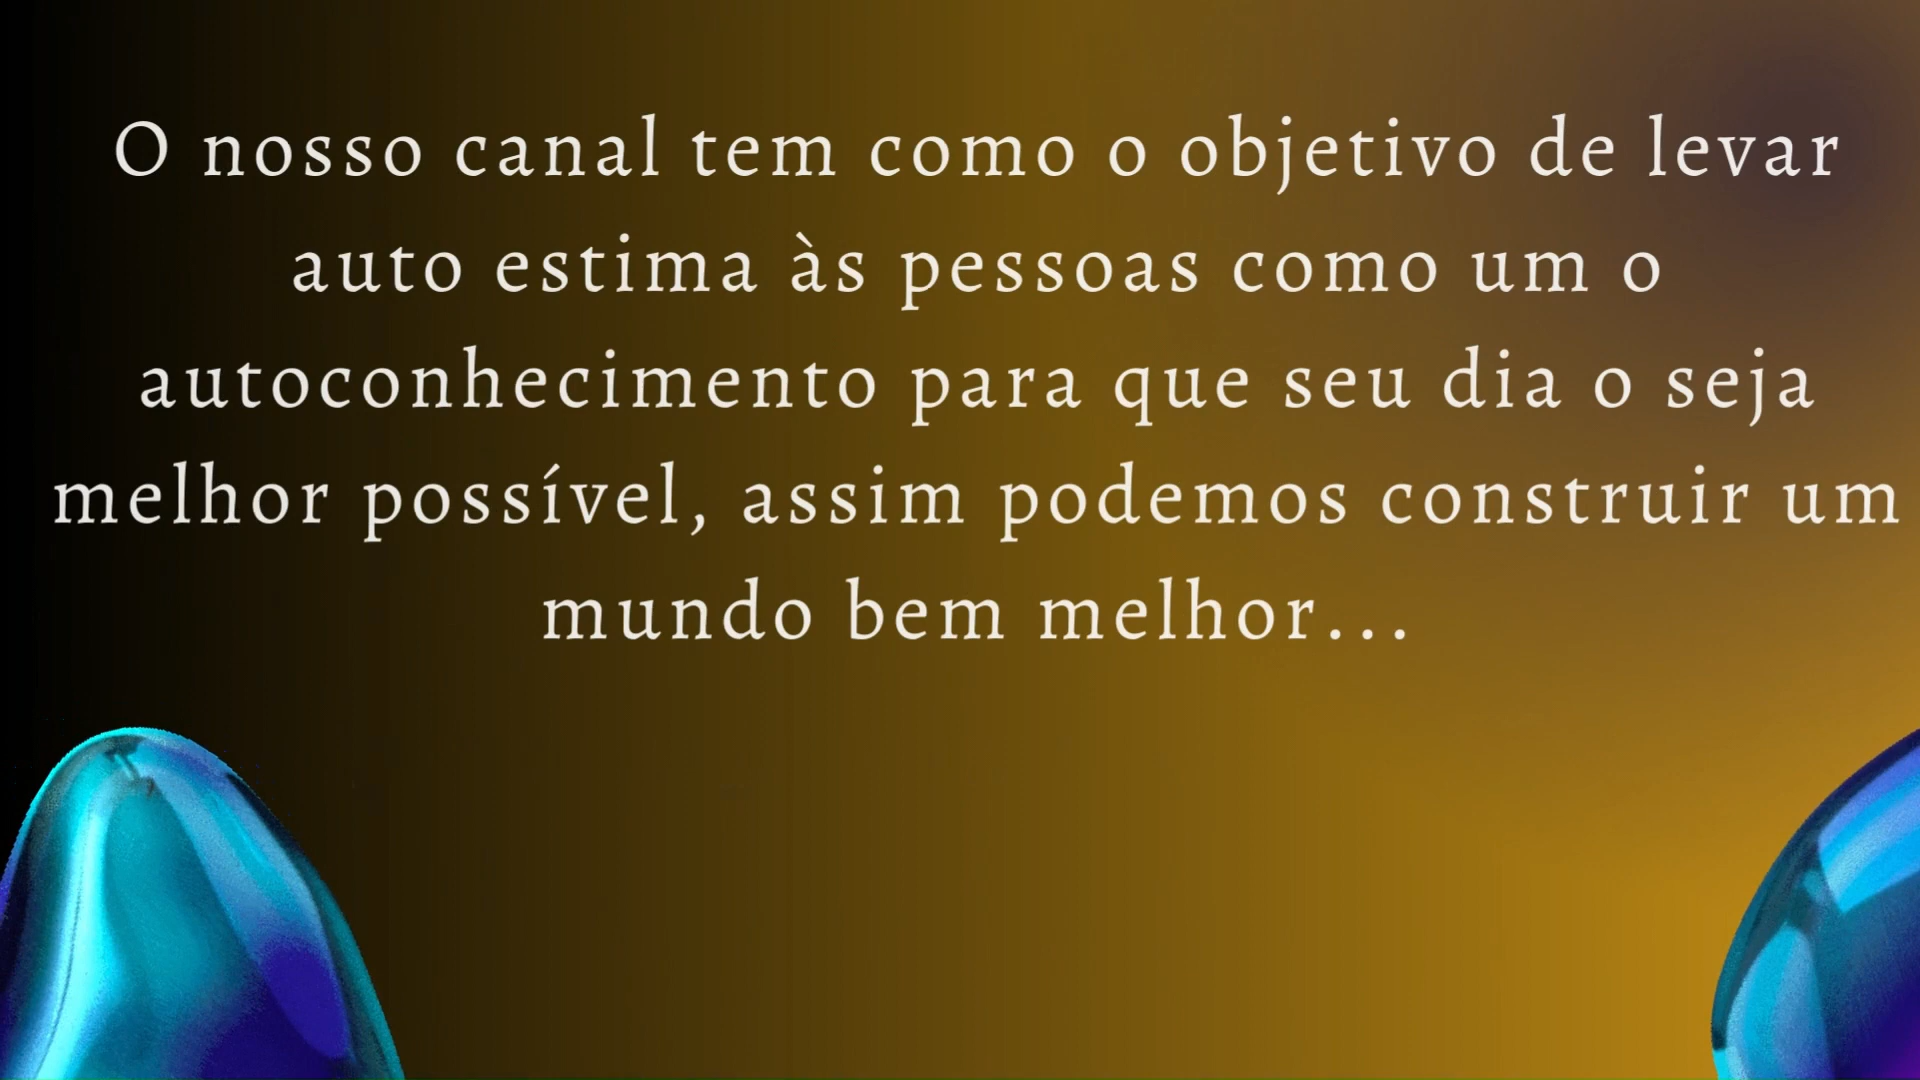 O nosso canal tem como o objetivo de levar
auto estima às pessoas como um o
autoconhecimento para que seu dia o seja
melhor possível, assim podemos construir um
mundo bem melhor...